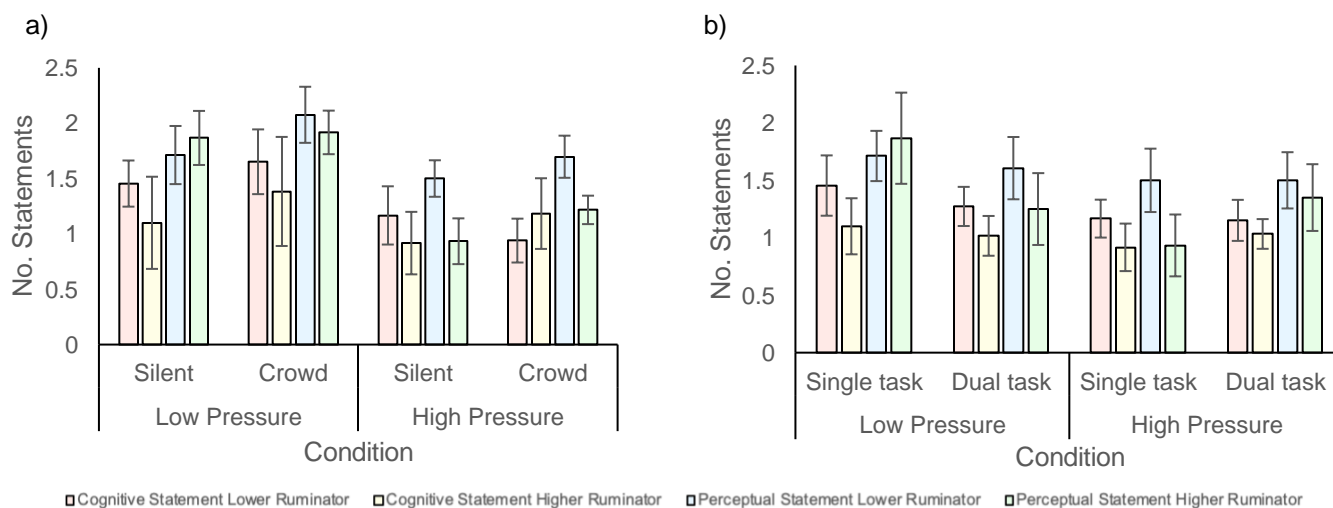 a)
2.5
2
1.5
1
0.5
0
No. Statements
Silent Crowd Silent Crowd
Low Pressure High Pressure
Condition
b)
2.5
2
1.5
1
0.5
0
No. Statements
Single task Dual task Single task Dual task
Low Pressure High Pressure
Condition
Cognitive Statement Lower Ruminator Cognitive Statement Higher Ruminator Perceptual Statement Lower Ruminator Perceptual Statement Higher Ruminator